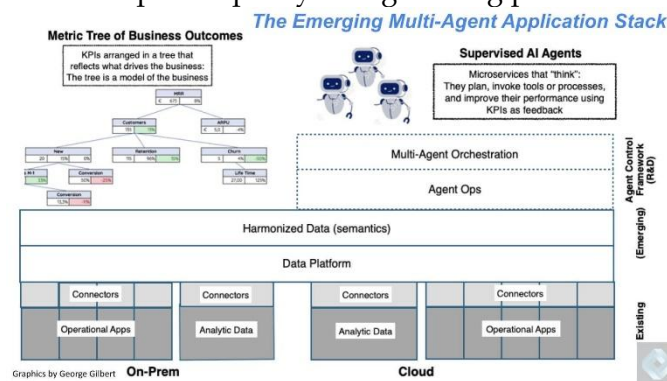 The Emerging Multi-Agent Application Stack
Metric Tree of Business Outcomes
KPIs arranged in a tree that
reflects what drives the business:
The tree is a model of the business
Supervised AI Agents
Microservices that "think":
They plan, invoke tools or processes,
and improve their performance using
KPIs as feedback
Customers
ARPU
New
Retention
Churn
Conversion
Life Time
Conversion
Multi-Agent Orchestration
Agent Ops
Agent Control
Framework
(R&D)
Harmonized Data (semantics)
Data Platform
(Emerging)
Connectors
Connectors
Connectors
Connectors
Operational Apps
Analytic Data
Analytic Data
Operational Apps
Existing
Graphics by George Gilbert
On-Prem
Cloud